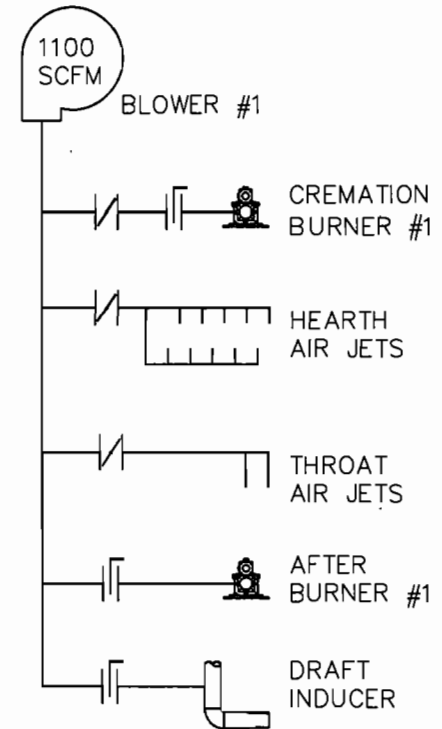 1100
SCFM
BLOWER #1
CREMATION
BURNER #1
HEARTH
AIR JETS
THROAT
AIR JETS
AFTER
BURNER #1
DRAFT
INDUCER